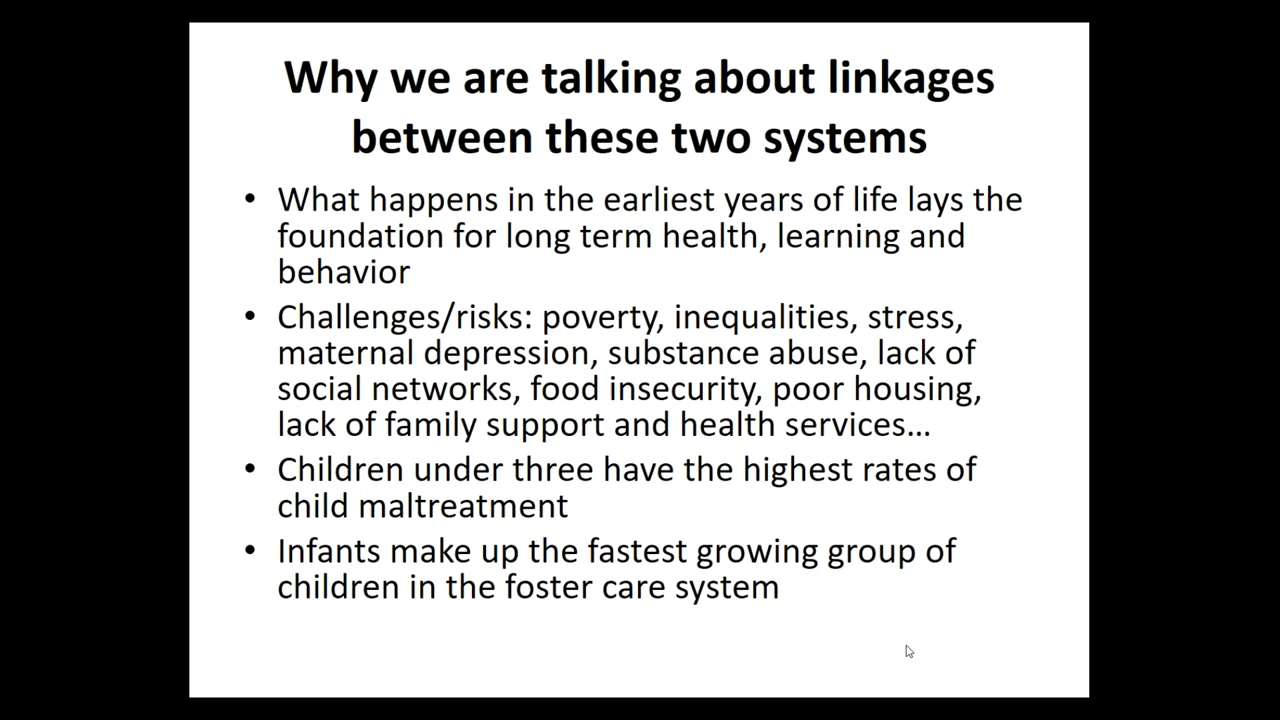 Why we are talking about linkages
between these two systems
• What happens in the earliest years of life lays the
foundation for long term health, learning and
behavior
• Challenges/risks: poverty, inequalities, stress,
maternal depression, substance abuse, lack of
social networks, food insecurity, poor housing,
lack of family support and health services…
• Children under three have the highest rates of
child maltreatment
• Infants make up the fastest growing group of
children in the foster care system